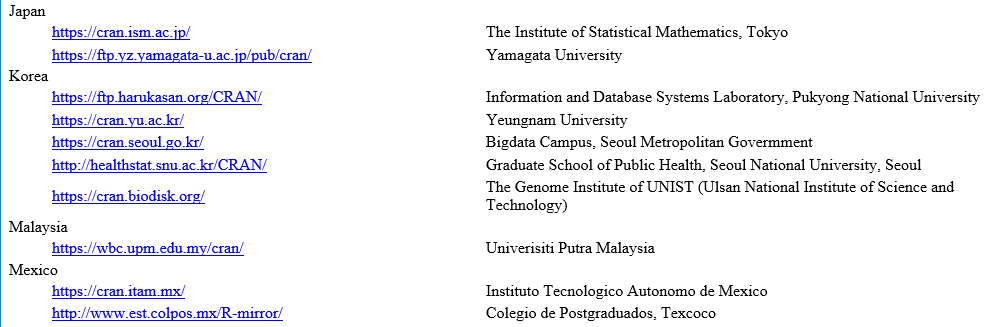 Japan
https://cran.ism.ac.jp/ The Institute of Statistical Mathematics, Tokyo
https://ftp.yz.yamagata-u.ac.jp/pub/cran/ Yamagata University
Korea
https://ftp.harukasan.org/CRAN/ Information and Database Systems Laboratory, Pukyong National University
https://cran.yu.ac.kr/ Yeungnam University
https://cran.seoul.go.kr/ Bigdata Campus, Seoul Metropolitan Government
http://healthstat.snu.ac.kr/CRAN/ Graduate School of Public Health, Seoul National University, Seoul
https://cran.biodisk.org/ The Genome Institute of UNIST (Ulsan National Institute of Science and
Technology)
Malaysia
https://wbc.upm.edu.my/cran/ Univerisiti Putra Malaysia
Mexico
https://cran.itam.mx/ Instituto Tecnologico Autonomo de Mexico
http://www.est.colpos.mx/R-mirror/ Colegio de Postgraduados, Texcoco